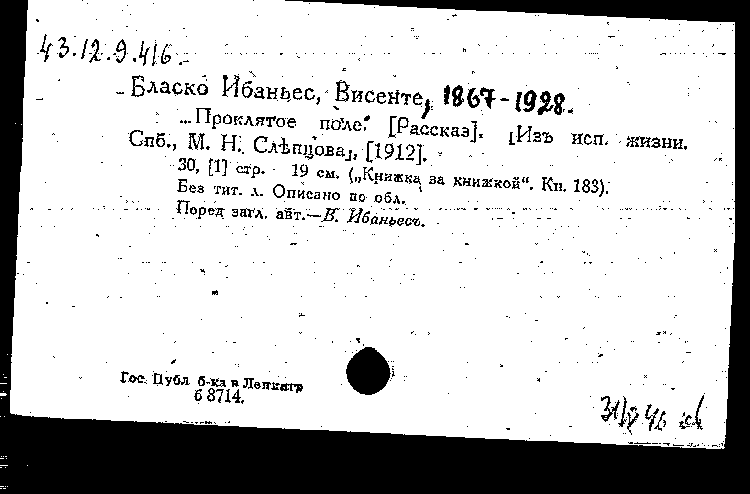 43.12.9.416.
Бласко Ибаньес, Висенте, 1867-1928.
...Проклятое поле. [Рассказ]. [Изъ исп. жизни.
Спб., М. Н. Слѣпцова], [1912].
30, [1] стр. 19 см. („Книжка за книжкой“. Кн. 183).
Без тит. л. Описано по обл.
Перед загл. авт.—В. Ибаньесъ.
Гос. Публ. б-ка в Ленингр
б 3714.